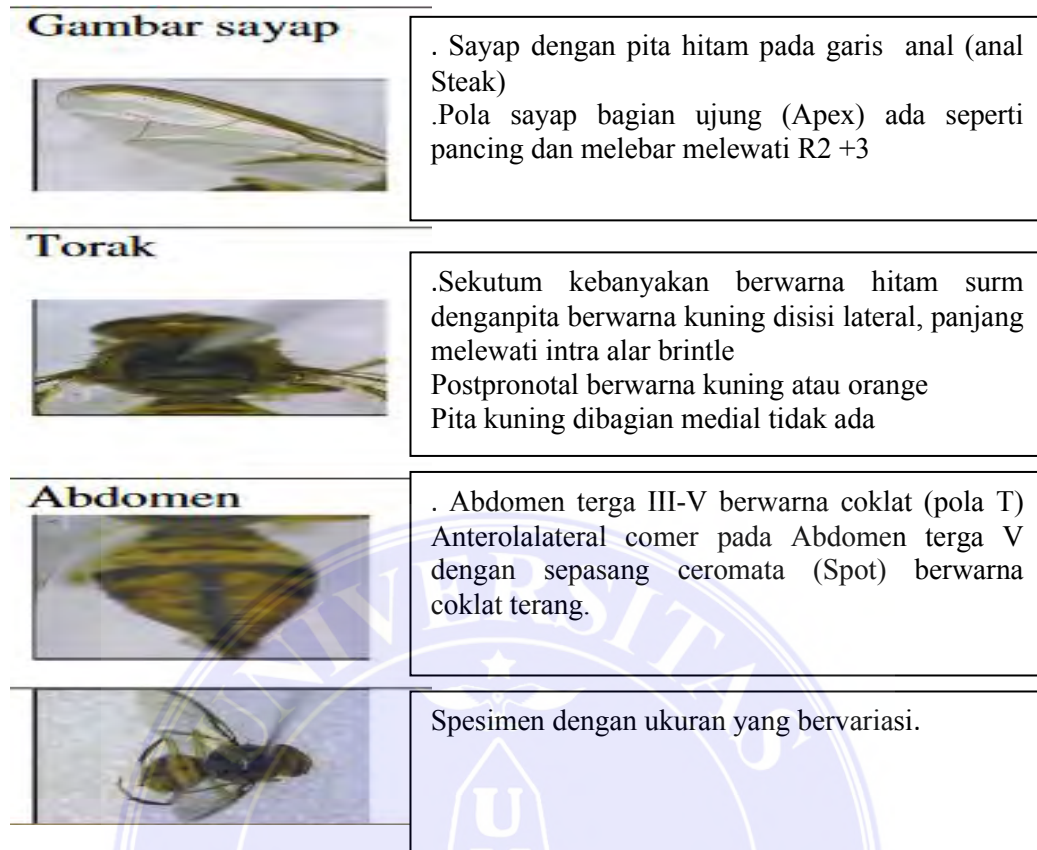 Gambar sayap
. Sayap dengan pita hitam pada garis anal (anal
Steak)
.Pola sayap bagian ujung (Apex) ada seperti
pancing dan melebar melewati R2 +3
Torak
.Sekutum kebanyakan berwarna hitam surm
denganpita berwarna kuning disisi lateral, panjang
melewati intra alar brintle
Postpronotal berwarna kuning atau orange
Pita kuning dibagian medial tidak ada
Abdomen
. Abdomen terga III-V berwarna coklat (pola T)
Anterolalateral comer pada Abdomen terga V
dengan sepasang ceromata (Spot) berwarna
coklat terang.
Spesimen dengan ukuran yang bervariasi.
UNIVERSITAS
U